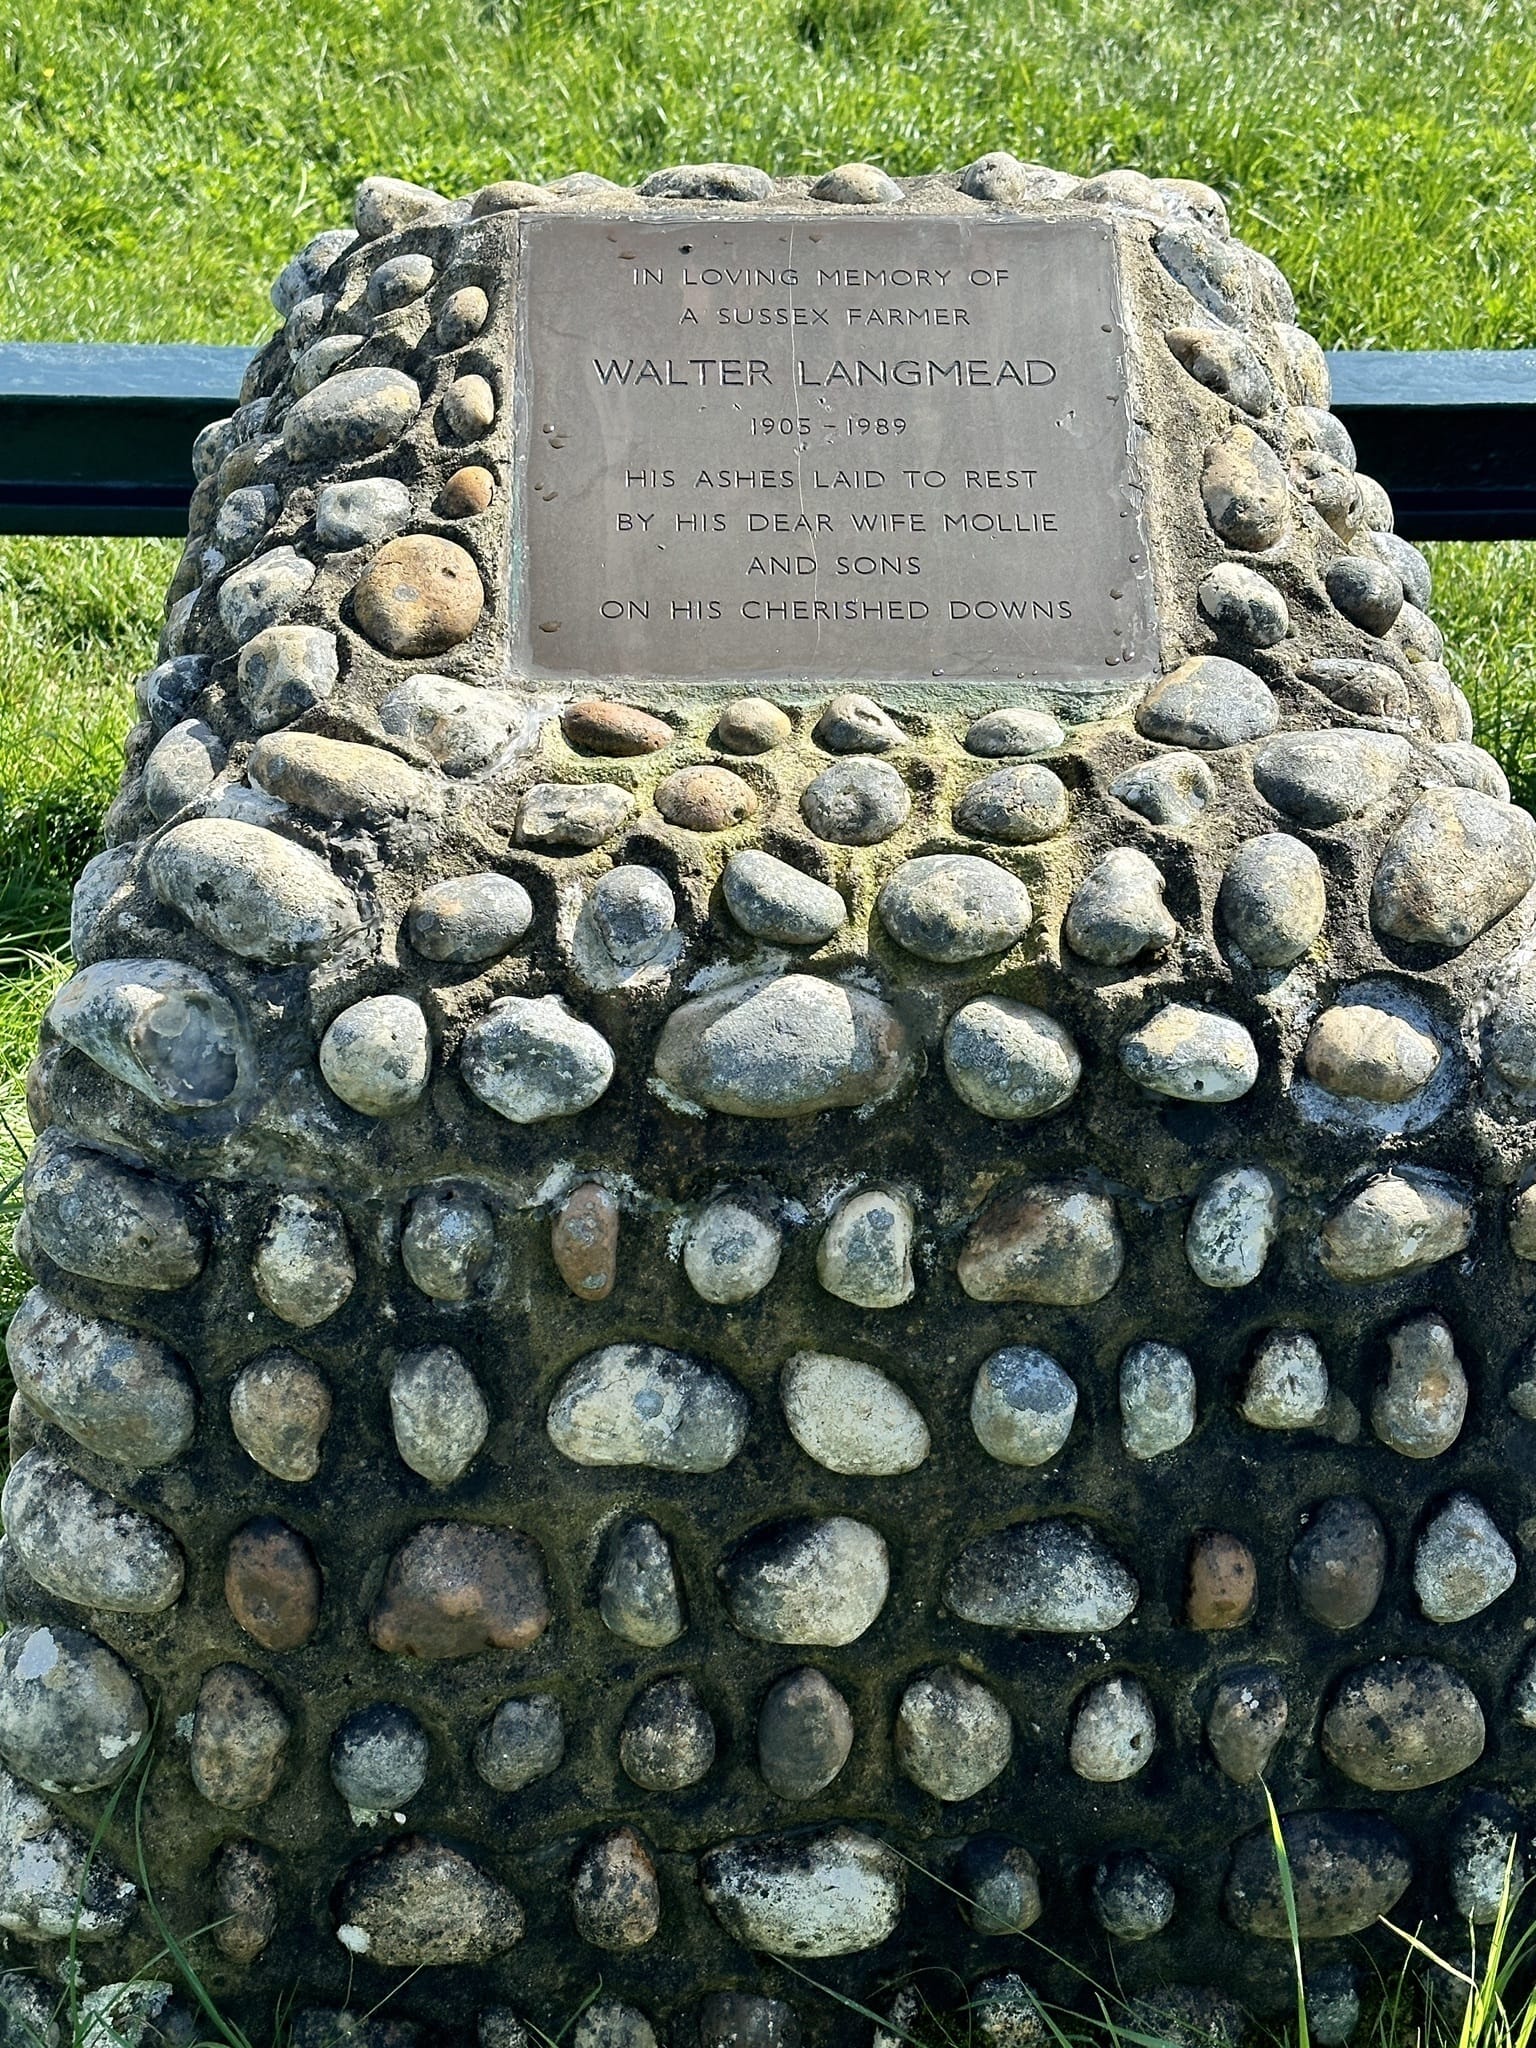 IN LOVING MEMORY OF
A SUSSEX FARMER
WALTER LANGMEAD
1905 - 1989
HIS ASHES LAID TO REST
BY HIS DEAR WIFE MOLLIE
AND SONS
ON HIS CHERISHED DOWNS